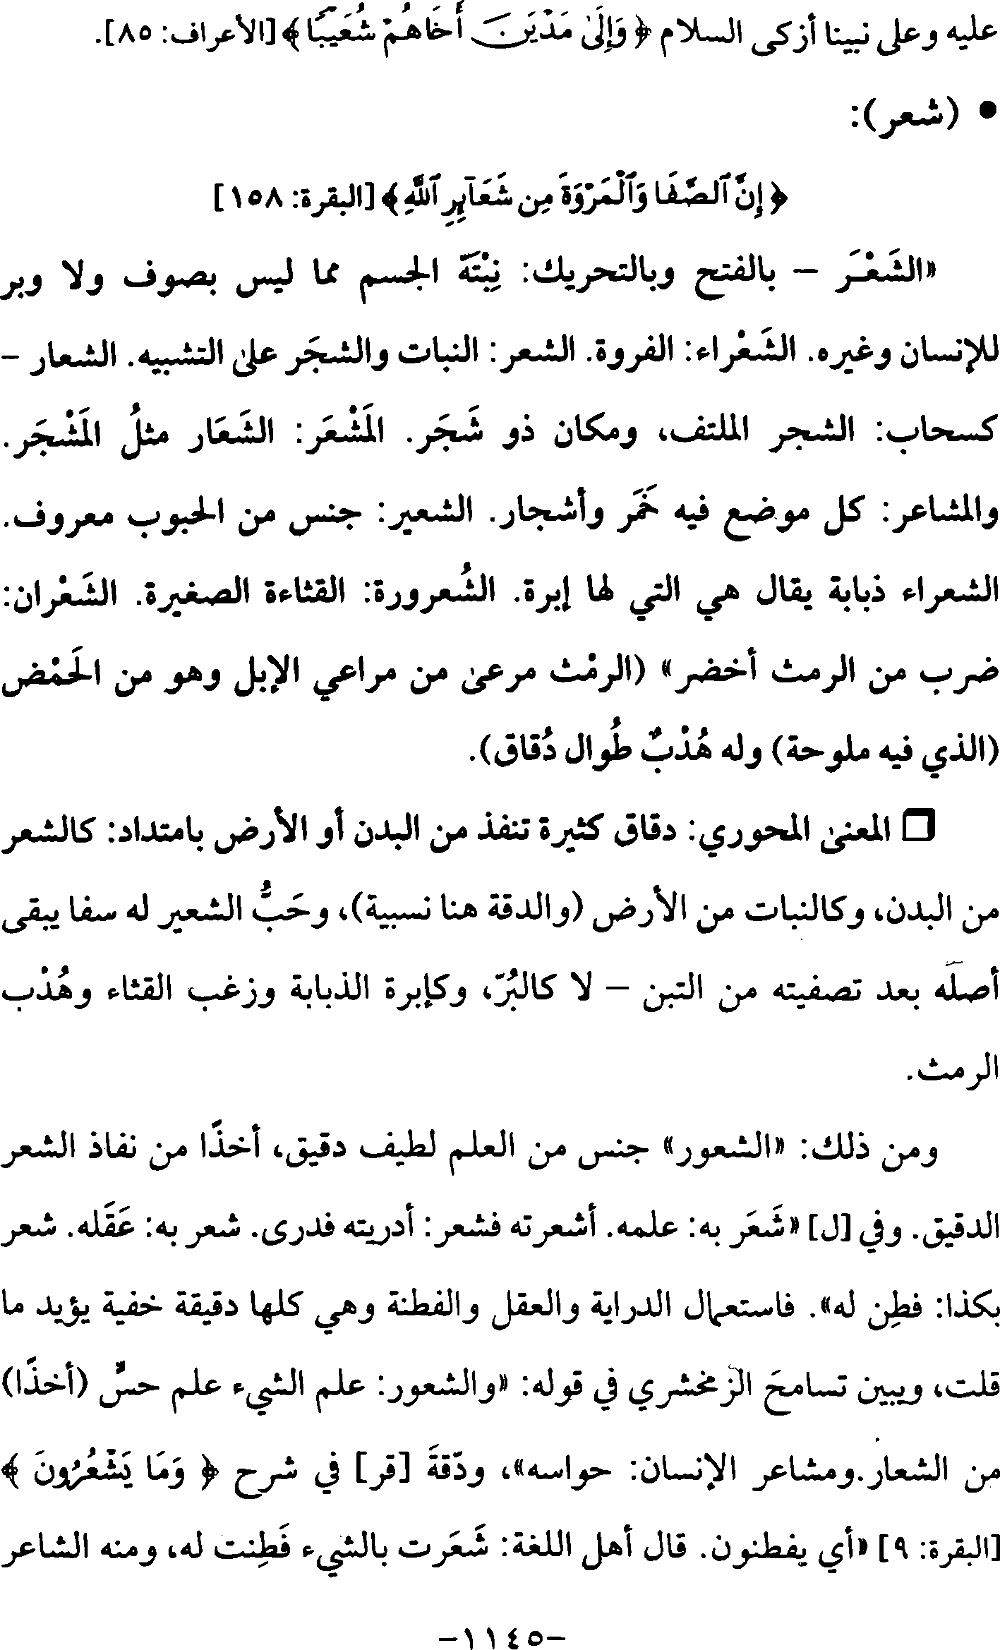 عليه وعلى نبينا أزكى السلام ﴿ وَإِلَىٰ مَدْيَنَ أَخَاهُمْ شُعَيْبًا ﴾ [الأعراف: ٨٥].
• (شعر):
﴿ إِنَّ ٱلصَّفَا وَٱلْمَرْوَةَ مِن شَعَآئِرِ ٱللَّهِ ﴾ [البقرة: ١٥٨]
«الشَعْـَر – بالفتح وبالتحريك: نِبْتَة الجسم مما ليس بصوف ولا وبر
للإنسان وغيره. الشَعْراء: الفروة. الشعر: النبات والشجَر علىٰ التشبيه. الشعار –
كسحاب: الشجر الملتف، ومكان ذو شَجَر. المَشْعَر: الشَعَار مثلُ المَشْجَر.
والمشاعر: كل موضع فيه خَمَر وأشجار. الشعير: جنس من الحبوب معروف.
الشعراء ذبابة يقال هي التي لها إبرة. الشُعرورة: القثاءة الصغيرة. الشَعْران:
ضرب من الرمث أخضر» (الرمْث مرعىٰ من مراعي الإبل وهو من الحَمْض
(الذي فيه ملوحة) وله هُدْبٌ طُوال دُقاق).
❑ المعنىٰ المحوري: دقاق كثيرة تنفذ من البدن أو الأرض بامتداد: كالشعر
من البدن، وكالنبات من الأرض (والدقة هنا نسبية)، وحَبُّ الشعير له سفا يبقى
أصلُه بعد تصفيته من التبن – لا كالبُرّ، وكإبرة الذبابة وزغب القثاء وهُدْب
الرمث.
ومن ذلك: «الشعور» جنس من العلم لطيف دقيق، أخذًا من نفاذ الشعر
الدقيق. وفي [ل] «شَعَر به: علمه. أشعرته فشعر: أدريته فدرى. شعر به: عَقَله. شعر
بكذا: فطِن له». فاستعمال الدراية والعقل والفطنة وهي كلها دقيقة خفية يؤيد ما
قلت، ويبين تسامحَ الزمخشري في قوله: «والشعور: علم الشيء علم حسٍّ (أخذًا)
من الشعار.ومشاعر الإنسان: حواسه»، ودّقةَ [قر] في شرح ﴿ وَمَا يَشْعُرُونَ ﴾
[البقرة: ٩] «أي يفطنون. قال أهل اللغة: شَعَرت بالشيء فَطِنت له، ومنه الشاعر
-١١٤٥-